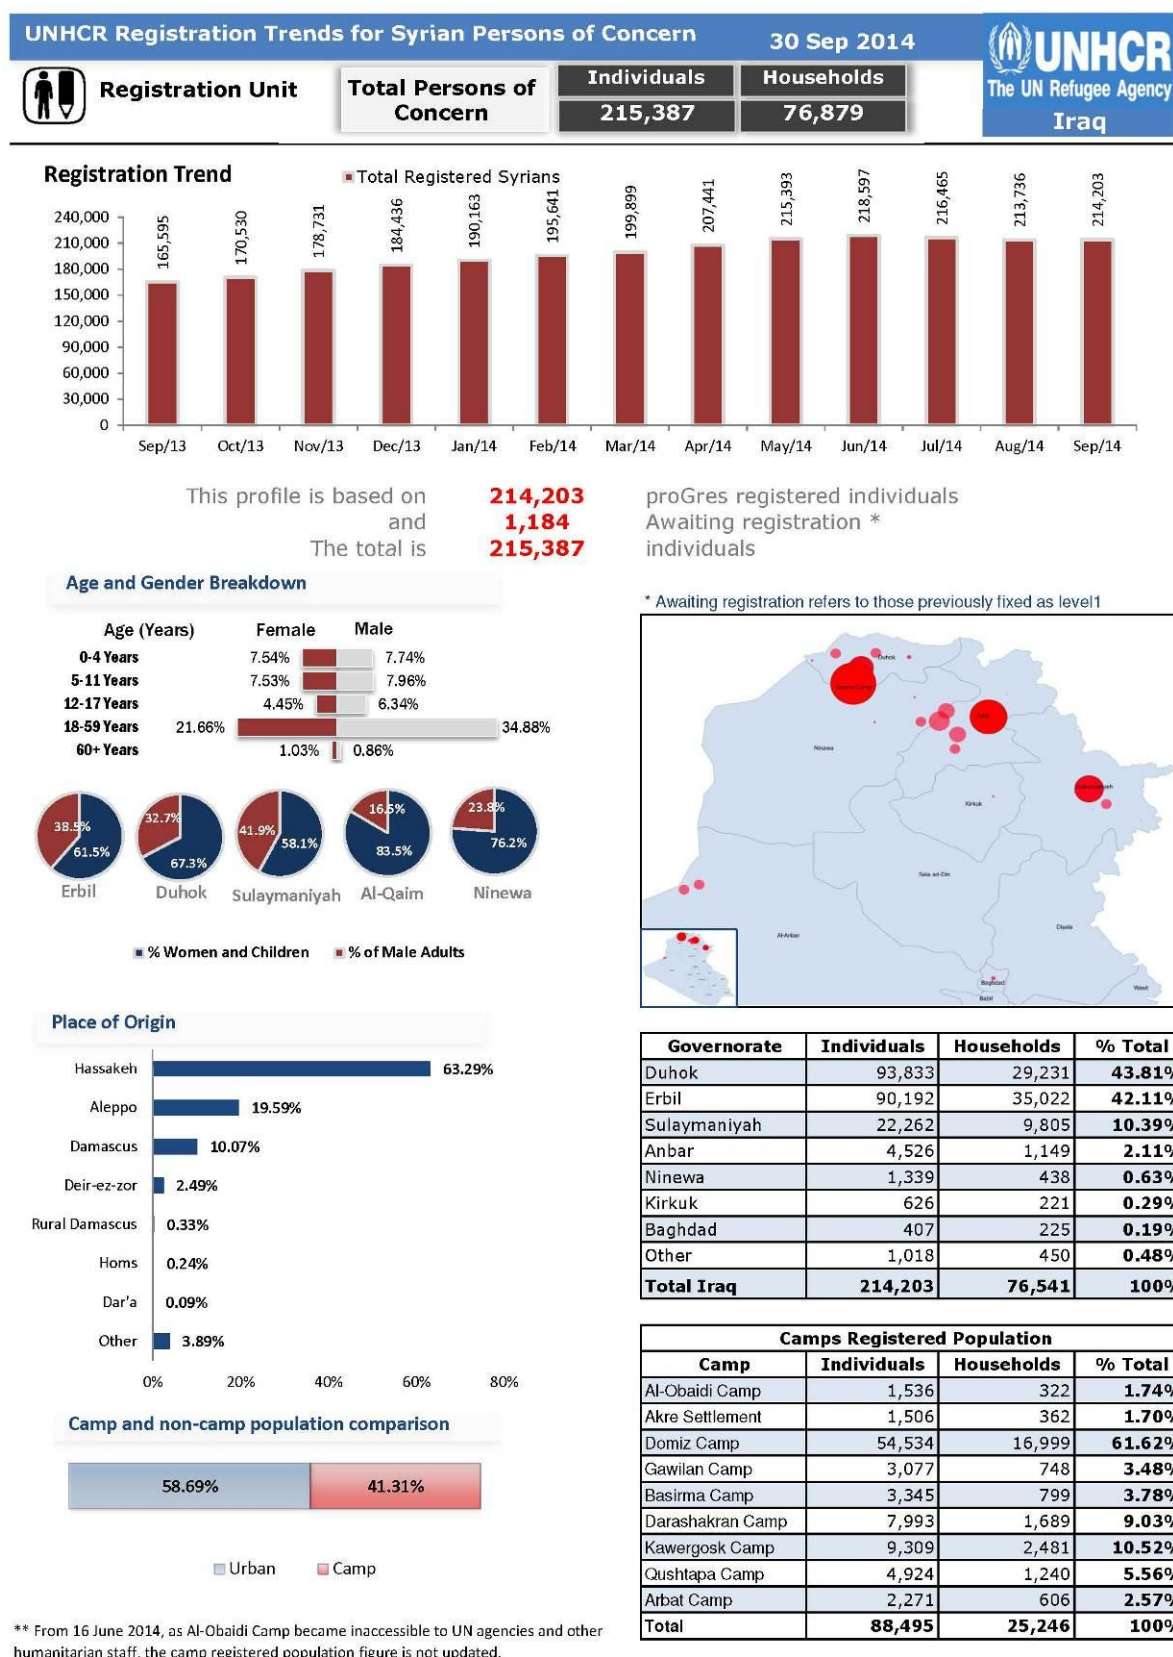 UNHCR Registration Trends for Syrian Persons of Concern
30 Sep 2014
UNHCR
The UN Refugee Agency
Iraq
Registration Unit
Total Persons of Concern
Individuals Households
215,387 76,879
Registration Trend
Total Registered Syrians
240,000
210,000
180,000
150,000
120,000
90,000
60,000
30,000
0
165,595 170,530 178,731 184,436 190,163 195,641 199,899 207,441 215,393 218,597 216,465 213,736 214,203
Sep/13 Oct/13 Nov/13 Dec/13 Jan/14 Feb/14 Mar/14 Apr/14 May/14 Jun/14 Jul/14 Aug/14 Sep/14
This profile is based on 214,203 proGres registered individuals
and 1,184 Awaiting registration *
The total is 215,387 individuals
Age and Gender Breakdown
Age (Years) Female Male
0-4 Years 7.54% 7.74%
5-11 Years 7.53% 7.96%
12-17 Years 4.45% 6.34%
18-59 Years 21.66% 34.88%
60+ Years 1.03% 0.86%
38.5% 61.5%
Erbil
32.7% 67.3%
Duhok
41.9% 58.1%
Sulaymaniyah
16.5% 83.5%
Al-Qaim
23.8% 76.2%
Ninewa
% Women and Children % of Male Adults
* Awaiting registration refers to those previously fixed as level1
Duhok
Ninewa
Kirkuk
Sala ad-Din
Al-Anbar
Diyala
Baghdad
Babil
Wasit
Place of Origin
Hassakeh 63.29%
Aleppo 19.59%
Damascus 10.07%
Deir-ez-zor 2.49%
Rural Damascus 0.33%
Homs 0.24%
Dar'a 0.09%
Other 3.89%
0% 20% 40% 60% 80%
Camp and non-camp population comparison
58.69% 41.31%
Urban Camp
** From 16 June 2014, as Al-Obaidi Camp became inaccessible to UN agencies and other
humanitarian staff, the camp registered population figure is not updated.
Governorate Individuals Households % Total
Duhok 93,833 29,231 43.81%
Erbil 90,192 35,022 42.11%
Sulaymaniyah 22,262 9,805 10.39%
Anbar 4,526 1,149 2.11%
Ninewa 1,339 438 0.63%
Kirkuk 626 221 0.29%
Baghdad 407 225 0.19%
Other 1,018 450 0.48%
Total Iraq 214,203 76,541 100%
Camps Registered Population
Camp Individuals Households % Total
Al-Obaidi Camp 1,536 322 1.74%
Akre Settlement 1,506 362 1.70%
Domiz Camp 54,534 16,999 61.62%
Gawilan Camp 3,077 748 3.48%
Basirma Camp 3,345 799 3.78%
Darashakran Camp 7,993 1,689 9.03%
Kawergosk Camp 9,309 2,481 10.52%
Qushtapa Camp 4,924 1,240 5.56%
Arbat Camp 2,271 606 2.57%
Total 88,495 25,246 100%